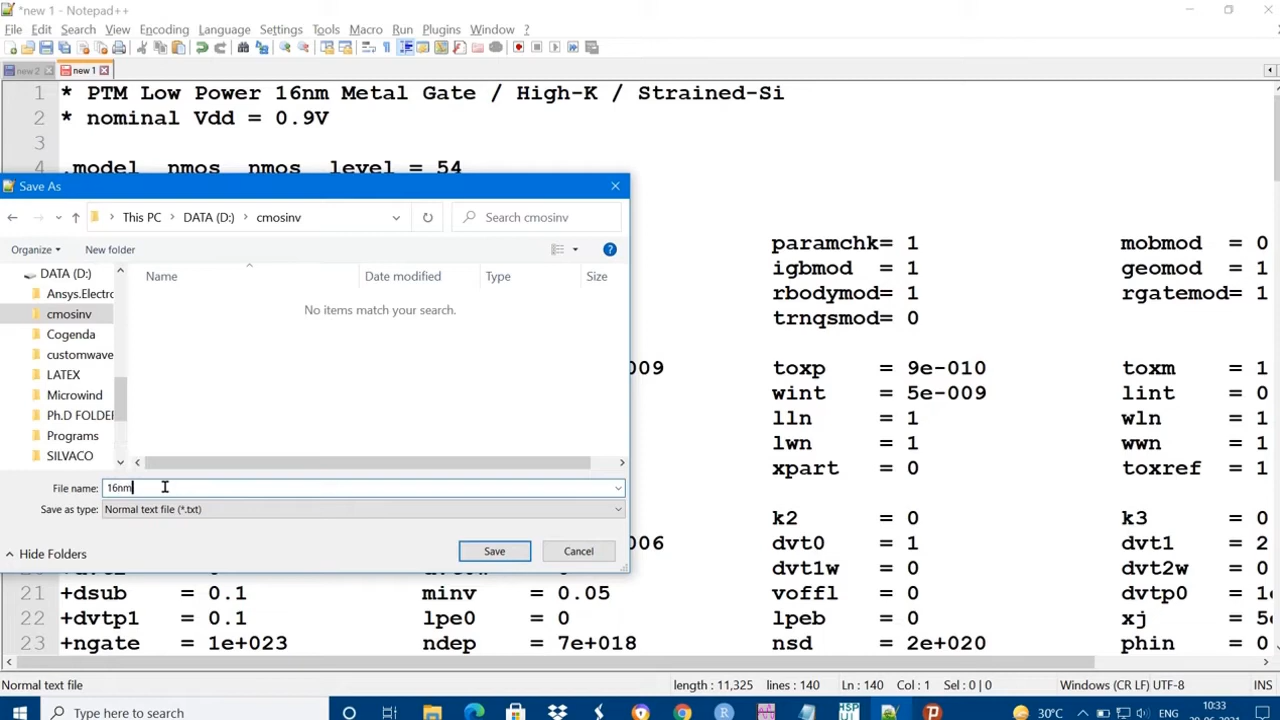 *new 1 - Notepad++
File Edit Search View Encoding Language Settings Tools Macro Run Plugins Window ?
new 2 new 1
1 * PTM Low Power 16nm Metal Gate / High-K / Strained-Si
2 * nominal Vdd = 0.9V
3
4 .model nmos nmos level = 54
Save As
This PC > DATA (D:) > cmosinv
Search cmosinv
Organize New folder
Name Date modified Type Size
No items match your search.
DATA (D:)
Ansys.Electro
cmosinv
Cogenda
customwave
LATEX
Microwind
Ph.D FOLDER
Programs
SILVACO
File name: 16nm
Save as type: Normal text file (*.txt)
Hide Folders Save Cancel
paramchk= 1 mobmod = 0
igbmod = 1 geomod = 1
rbodymod= 1 rgatemod= 1
trnqsmod= 0
009 toxp = 9e-010 toxm = 1
wint = 5e-009 lint = 0
lln = 1 wln = 1
lwn = 1 wwn = 1
xpart = 0 toxref = 1
k2 = 0 k3 = 0
006 dvt0 = 1 dvt1 = 2
dvt1w = 0 dvt2w = 0
21 +dsub = 0.1 minv = 0.05 voffl = 0 dvtp0 = 1e
22 +dvtp1 = 0.1 lpe0 = 0 lpeb = 0 xj = 5e
23 +ngate = 1e+023 ndep = 7e+018 nsd = 2e+020 phin = 0
Normal text file length : 11,325 lines : 140 Ln : 140 Col : 1 Sel : 0 | 0 Windows (CR LF) UTF-8 INS
Type here to search 30°C ENG 10:33